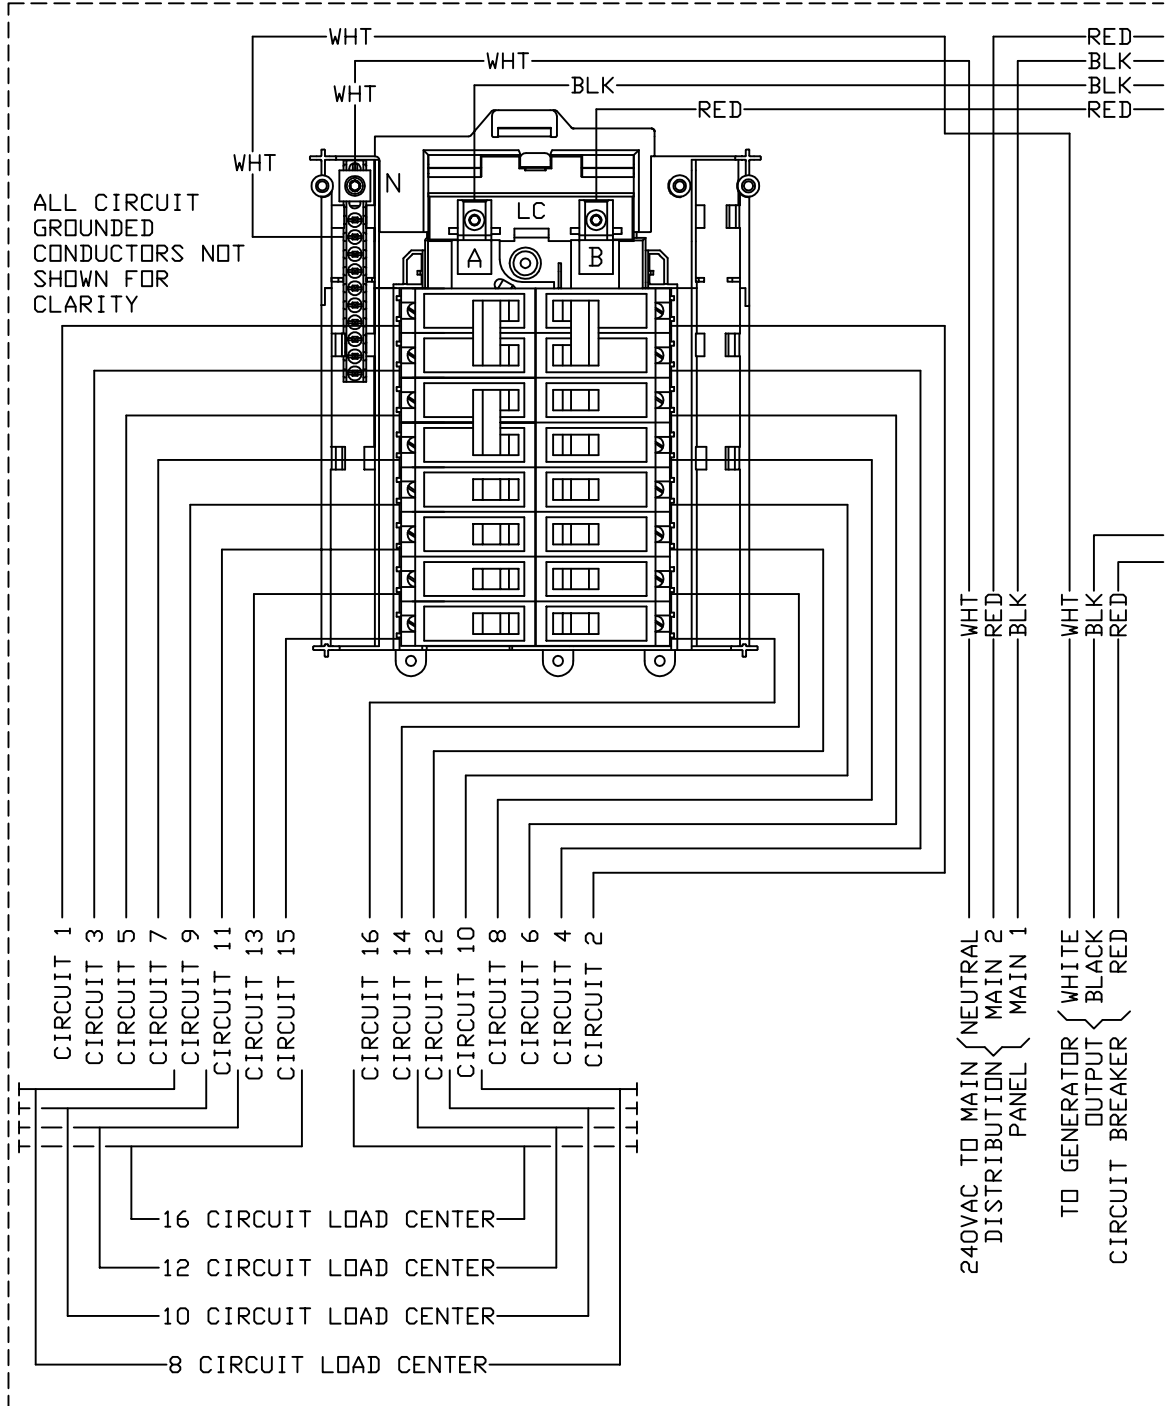 WHT
RED
WHT
BLK
BLK
BLK
WHT
RED
RED
WHT
N
ALL CIRCUIT
GROUNDED
CONDUCTORS NOT
SHOWN FOR
CLARITY
LC
A
B
WHT
RED
BLK
WHT
BLK
RED
CIRCUIT 1
CIRCUIT 3
CIRCUIT 5
CIRCUIT 7
CIRCUIT 9
CIRCUIT 11
CIRCUIT 13
CIRCUIT 15
CIRCUIT 16
CIRCUIT 14
CIRCUIT 12
CIRCUIT 10
CIRCUIT 8
CIRCUIT 6
CIRCUIT 4
CIRCUIT 2
NEUTRAL
MAIN 2
MAIN 1
240VAC TO MAIN
DISTRIBUTION
PANEL
WHITE
BLACK
RED
TO GENERATOR
OUTPUT
CIRCUIT BREAKER
16 CIRCUIT LOAD CENTER
12 CIRCUIT LOAD CENTER
10 CIRCUIT LOAD CENTER
8 CIRCUIT LOAD CENTER